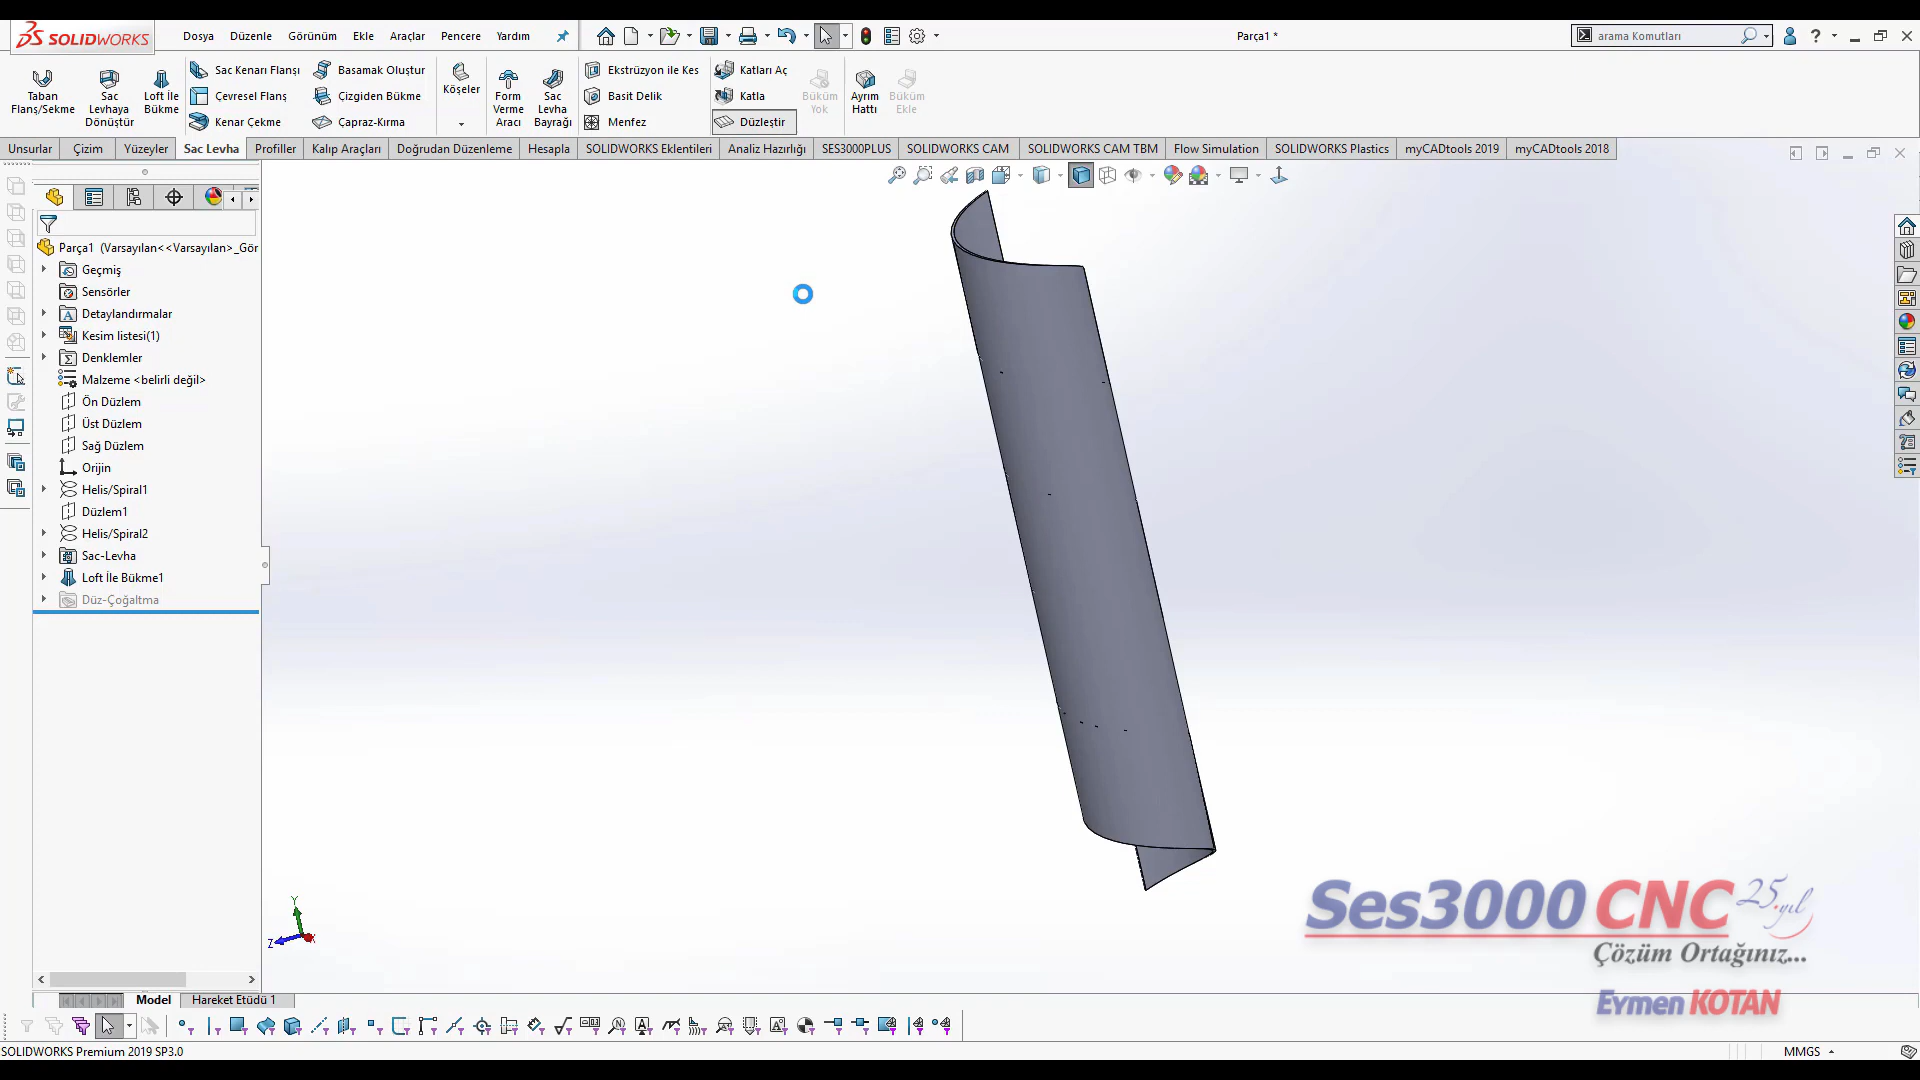 SOLIDWORKS
Dosya Düzenle Görünüm Ekle Araçlar Pencere Yardım
Parça1 *
arama Komutları
Taban Flanş/Sekme
Sac Levhaya Dönüştür
Loft İle Bükme
Sac Kenarı Flanşı
Çevresel Flanş
Kenar Çekme
Basamak Oluştur
Çizgiden Bükme
Çapraz-Kırma
Köşeler
Form Verme Aracı
Sac Levha Bayrağı
Ekstrüzyon ile Kes
Basit Delik
Menfez
Katları Aç
Katla
Düzleştir
Büküm Yok
Ayrım Hattı
Büküm Ekle
Unsurlar Çizim Yüzeyler Sac Levha Profiller Kalıp Araçları Doğrudan Düzenleme Hesapla SOLIDWORKS Eklentileri Analiz Hazırlığı SES3000PLUS SOLIDWORKS CAM SOLIDWORKS CAM TBM Flow Simulation SOLIDWORKS Plastics myCADtools 2019 myCADtools 2018
Parça1 (Varsayılan<<Varsayılan>_Gör
Geçmiş
Sensörler
Detaylandırmalar
Kesim listesi(1)
Denklemler
Malzeme <belirli değil>
Ön Düzlem
Üst Düzlem
Sağ Düzlem
Orijin
Helis/Spiral1
Düzlem1
Helis/Spiral2
Sac-Levha
Loft İle Bükme1
Düz-Çoğaltma
Y
Z
X
Ses3000 CNC 25.yıl
Çözüm Ortağınız...
Evmen KOTAN
Model Hareket Etüdü 1
SOLIDWORKS Premium 2019 SP3.0
MMGS